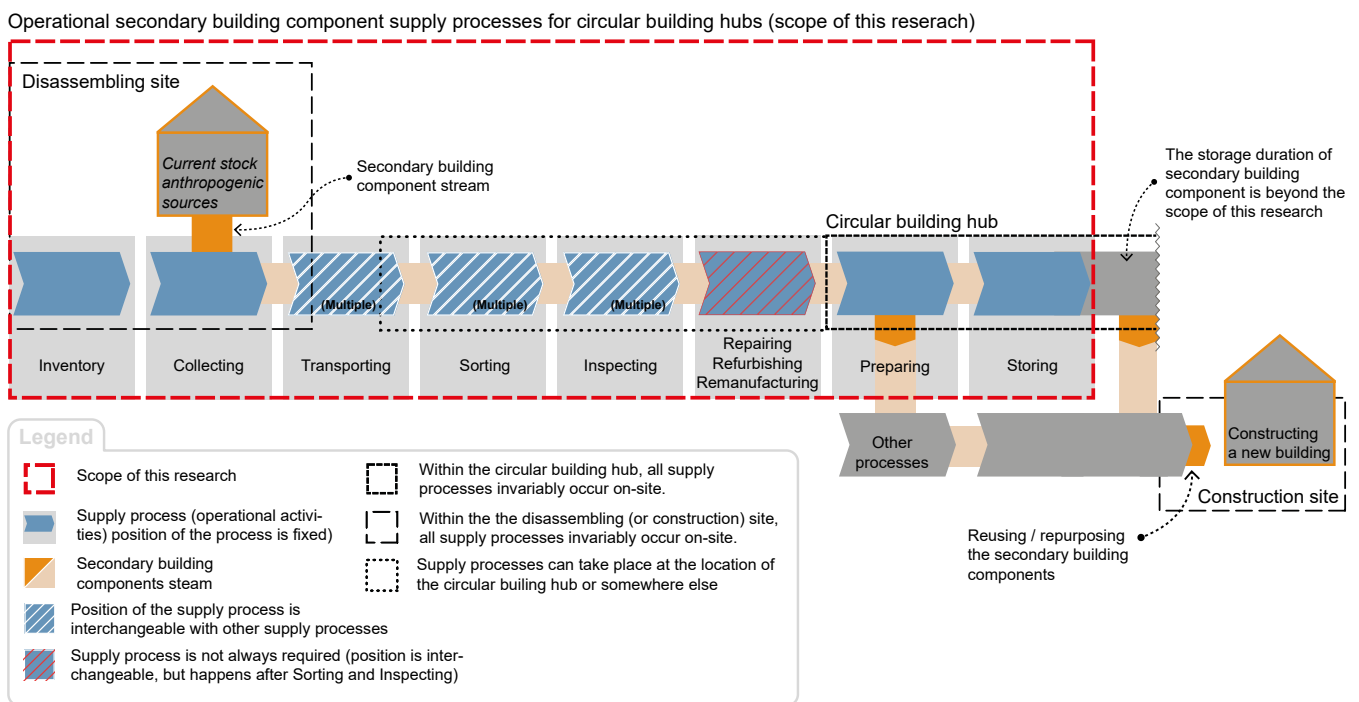 Operational secondary building component supply processes for circular building hubs (scope of this reserach)
Disassembling site
Current stock
anthropogenic
sources
Secondary building
component stream
The storage duration of
secondary building
component is beyond the
scope of this research
Circular building hub
(Multiple)
(Multiple)
(Multiple)
Inventory
Collecting
Transporting
Sorting
Inspecting
Repairing
Refurbishing
Remanufacturing
Preparing
Storing
Other
processes
Constructing
a new building
Construction site
Reusing / repurposing
the secondary building
components
Legend
Scope of this research
Supply process (operational activi-
ties) position of the process is fixed)
Secondary building
components steam
Position of the supply process is
interchangeable with other supply processes
Supply process is not always required (position is inter-
changeable, but happens after Sorting and Inspecting)
Within the circular building hub, all supply
processes invariably occur on-site.
Within the the disassembling (or construction) site,
all supply processes invariably occur on-site.
Supply processes can take place at the location of
the circular builing hub or somewhere else